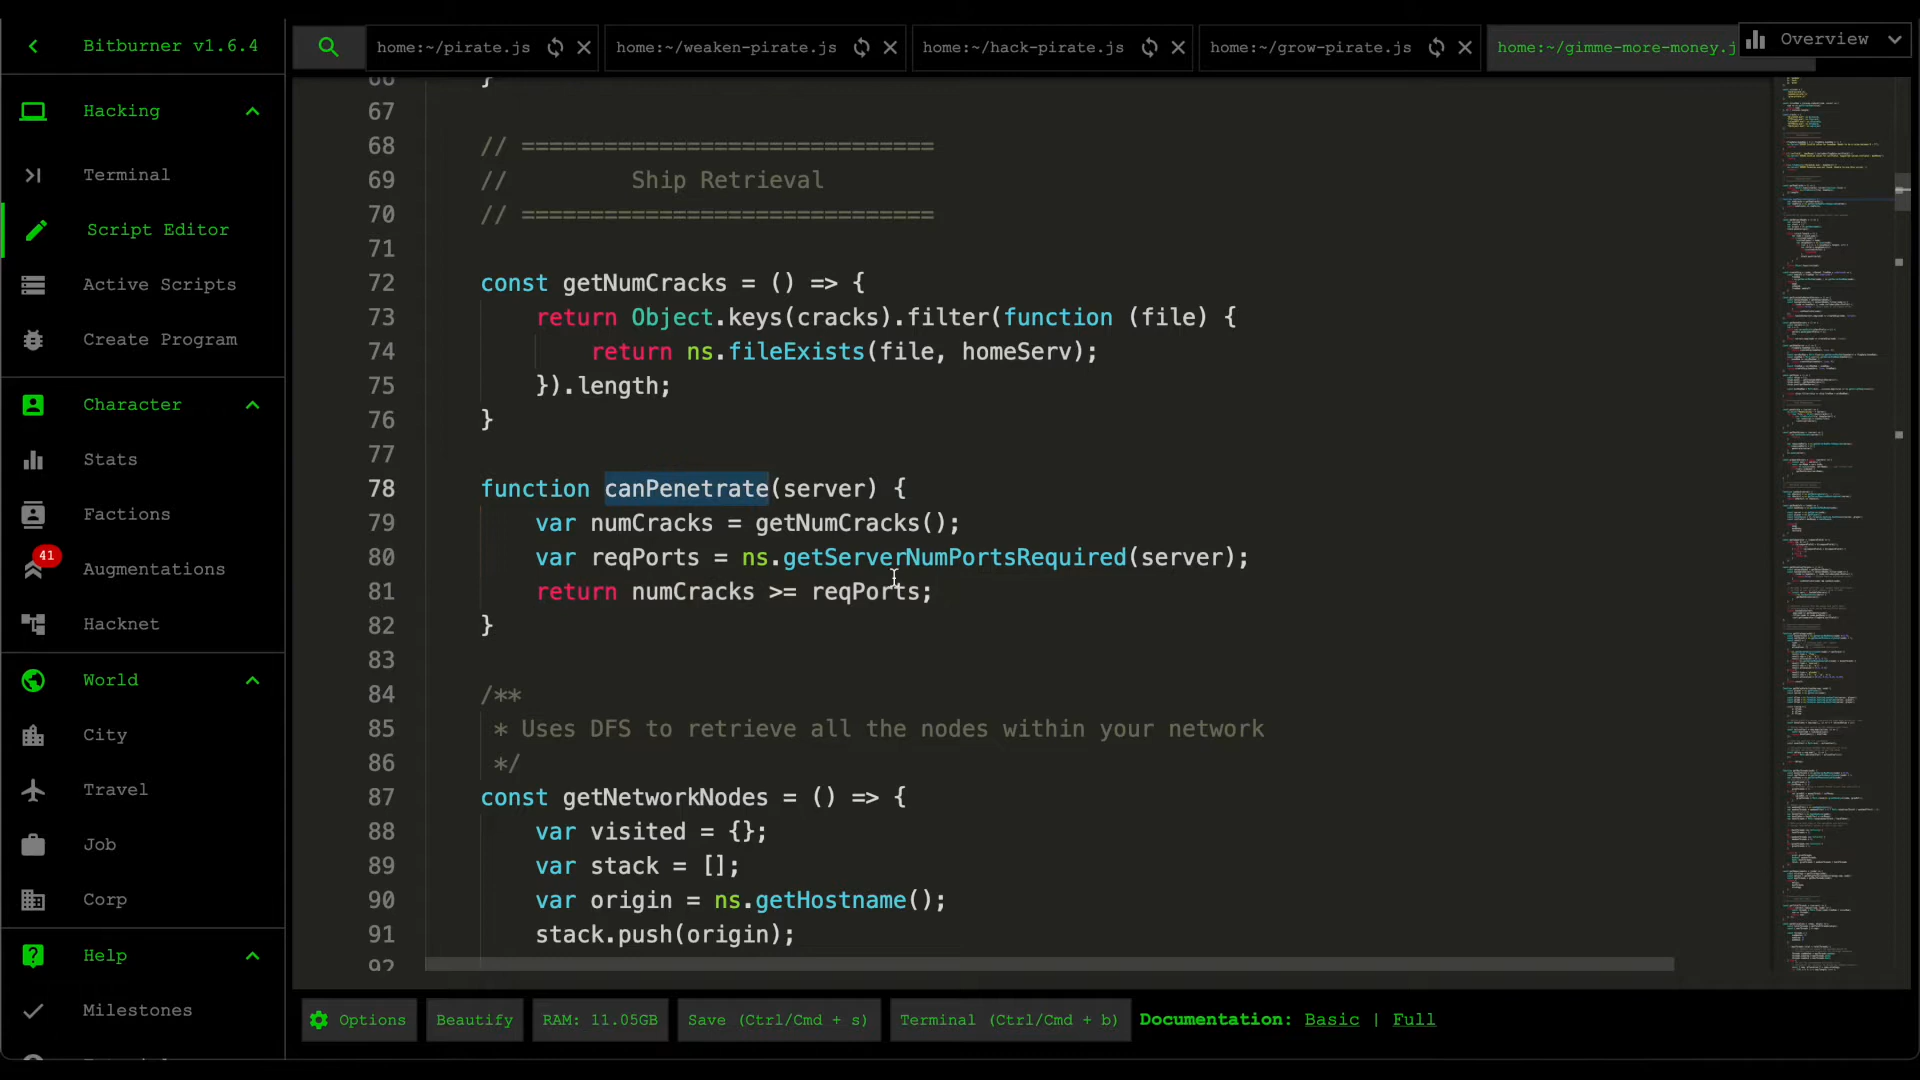 Bitburner v1.6.4
Hacking
Terminal
Script Editor
Active Scripts
Create Program
Character
Stats
Factions
41
Augmentations
Hacknet
World
City
Travel
Job
Corp
Help
Milestones
home:~/pirate.js
home:~/weaken-pirate.js
home:~/hack-pirate.js
home:~/grow-pirate.js
home:~/gimme-more-money.j
Overview
66 }
67
68 // ==============================
69 // Ship Retrieval
70 // ==============================
71
72 const getNumCracks = () => {
73 return Object.keys(cracks).filter(function (file) {
74 return ns.fileExists(file, homeServ);
75 }).length;
76 }
77
78 function canPenetrate(server) {
79 var numCracks = getNumCracks();
80 var reqPorts = ns.getServerNumPortsRequired(server);
81 return numCracks >= reqPorts;
82 }
83
84 /**
85 * Uses DFS to retrieve all the nodes within your network
86 */
87 const getNetworkNodes = () => {
88 var visited = {};
89 var stack = [];
90 var origin = ns.getHostname();
91 stack.push(origin);
92
Options
Beautify
RAM: 11.05GB
Save (Ctrl/Cmd + s)
Terminal (Ctrl/Cmd + b)
Documentation: Basic | Full